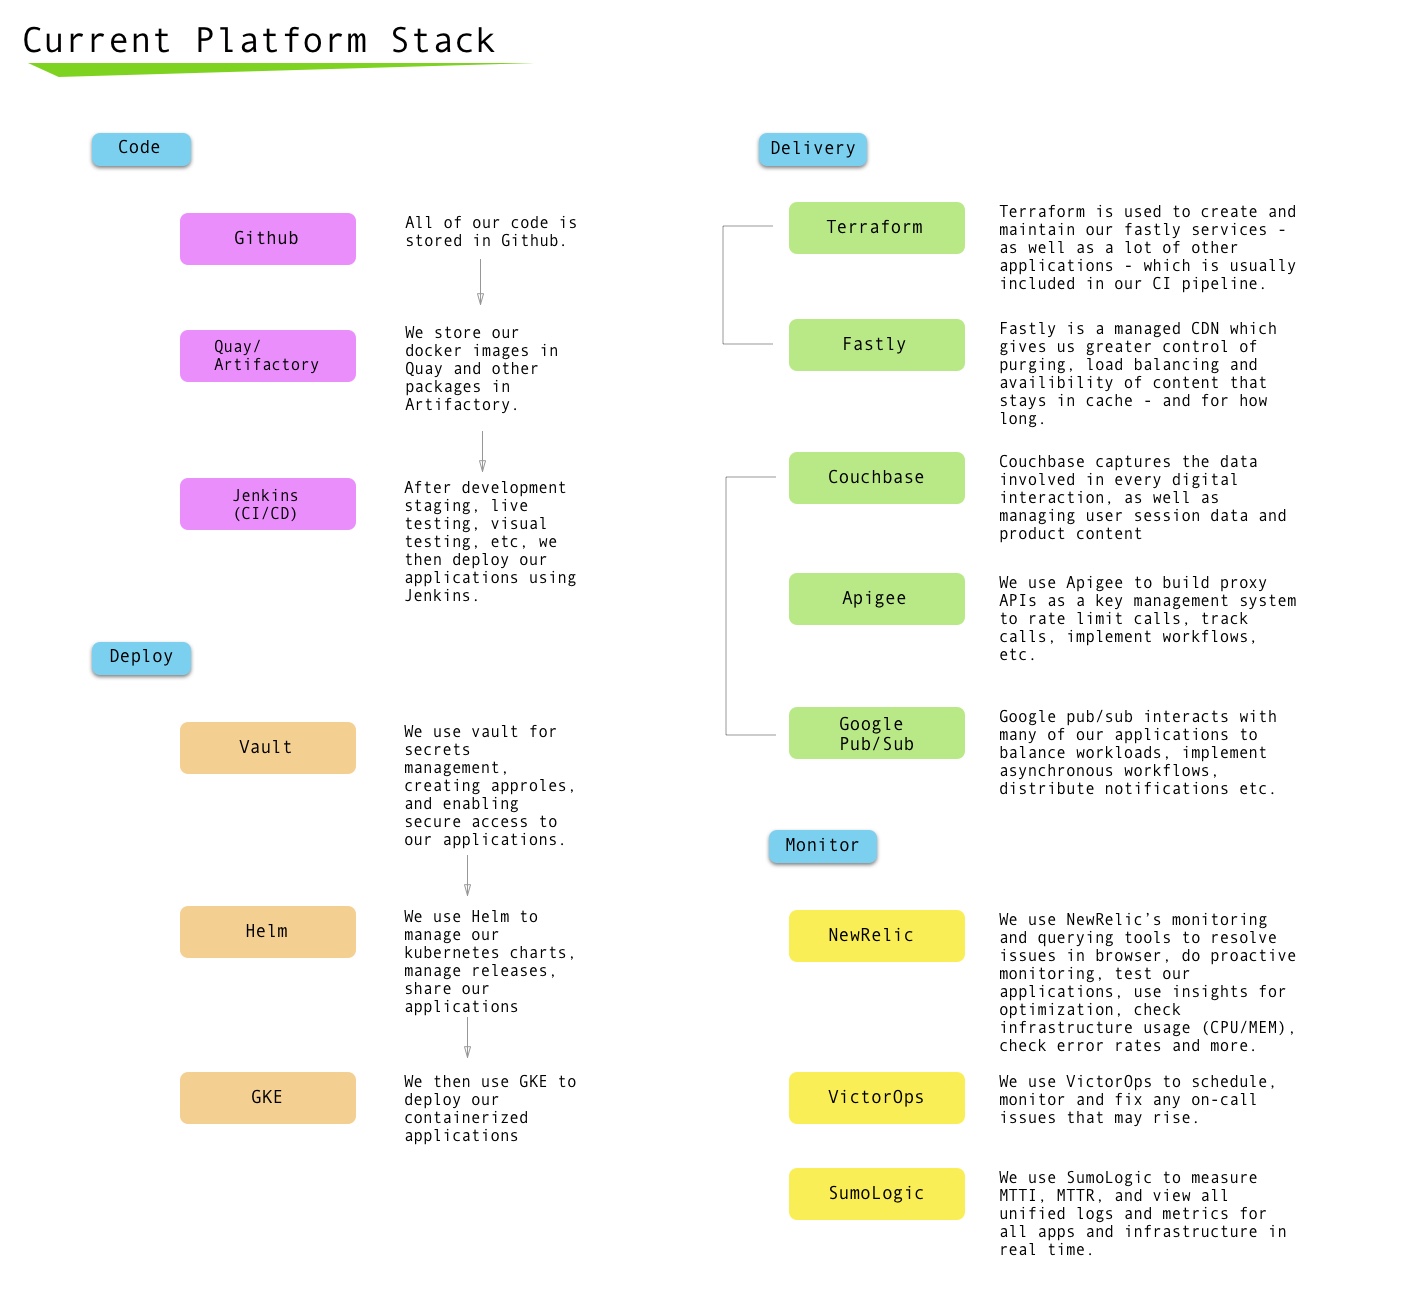 Current Platform Stack
Code
Github
All of our code is
stored in Github.
Quay/
Artifactory
We store our
docker images in
Quay and other
packages in
Artifactory.
Jenkins
(CI/CD)
After development
staging, live
testing, visual
testing, etc, we
then deploy our
applications using
Jenkins.
Deploy
Vault
We use vault for
secrets
management,
creating approles,
and enabling
secure access to
our applications.
Helm
We use Helm to
manage our
kubernetes charts,
manage releases,
share our
applications
GKE
We then use GKE to
deploy our
containerized
applications
Delivery
Terraform
Terraform is used to create and
maintain our fastly services -
as well as a lot of other
applications - which is usually
included in our CI pipeline.
Fastly
Fastly is a managed CDN which
gives us greater control of
purging, load balancing and
availibility of content that
stays in cache - and for how
long.
Couchbase
Couchbase captures the data
involved in every digital
interaction, as well as
managing user session data and
product content
Apigee
We use Apigee to build proxy
APIs as a key management system
to rate limit calls, track
calls, implement workflows,
etc.
Google
Pub/Sub
Google pub/sub interacts with
many of our applications to
balance workloads, implement
asynchronous workflows,
distribute notifications etc.
Monitor
NewRelic
We use NewRelic’s monitoring
and querying tools to resolve
issues in browser, do proactive
monitoring, test our
applications, use insights for
optimization, check
infrastructure usage (CPU/MEM),
check error rates and more.
VictorOps
We use VictorOps to schedule,
monitor and fix any on-call
issues that may rise.
SumoLogic
We use SumoLogic to measure
MTTI, MTTR, and view all
unified logs and metrics for
all apps and infrastructure in
real time.